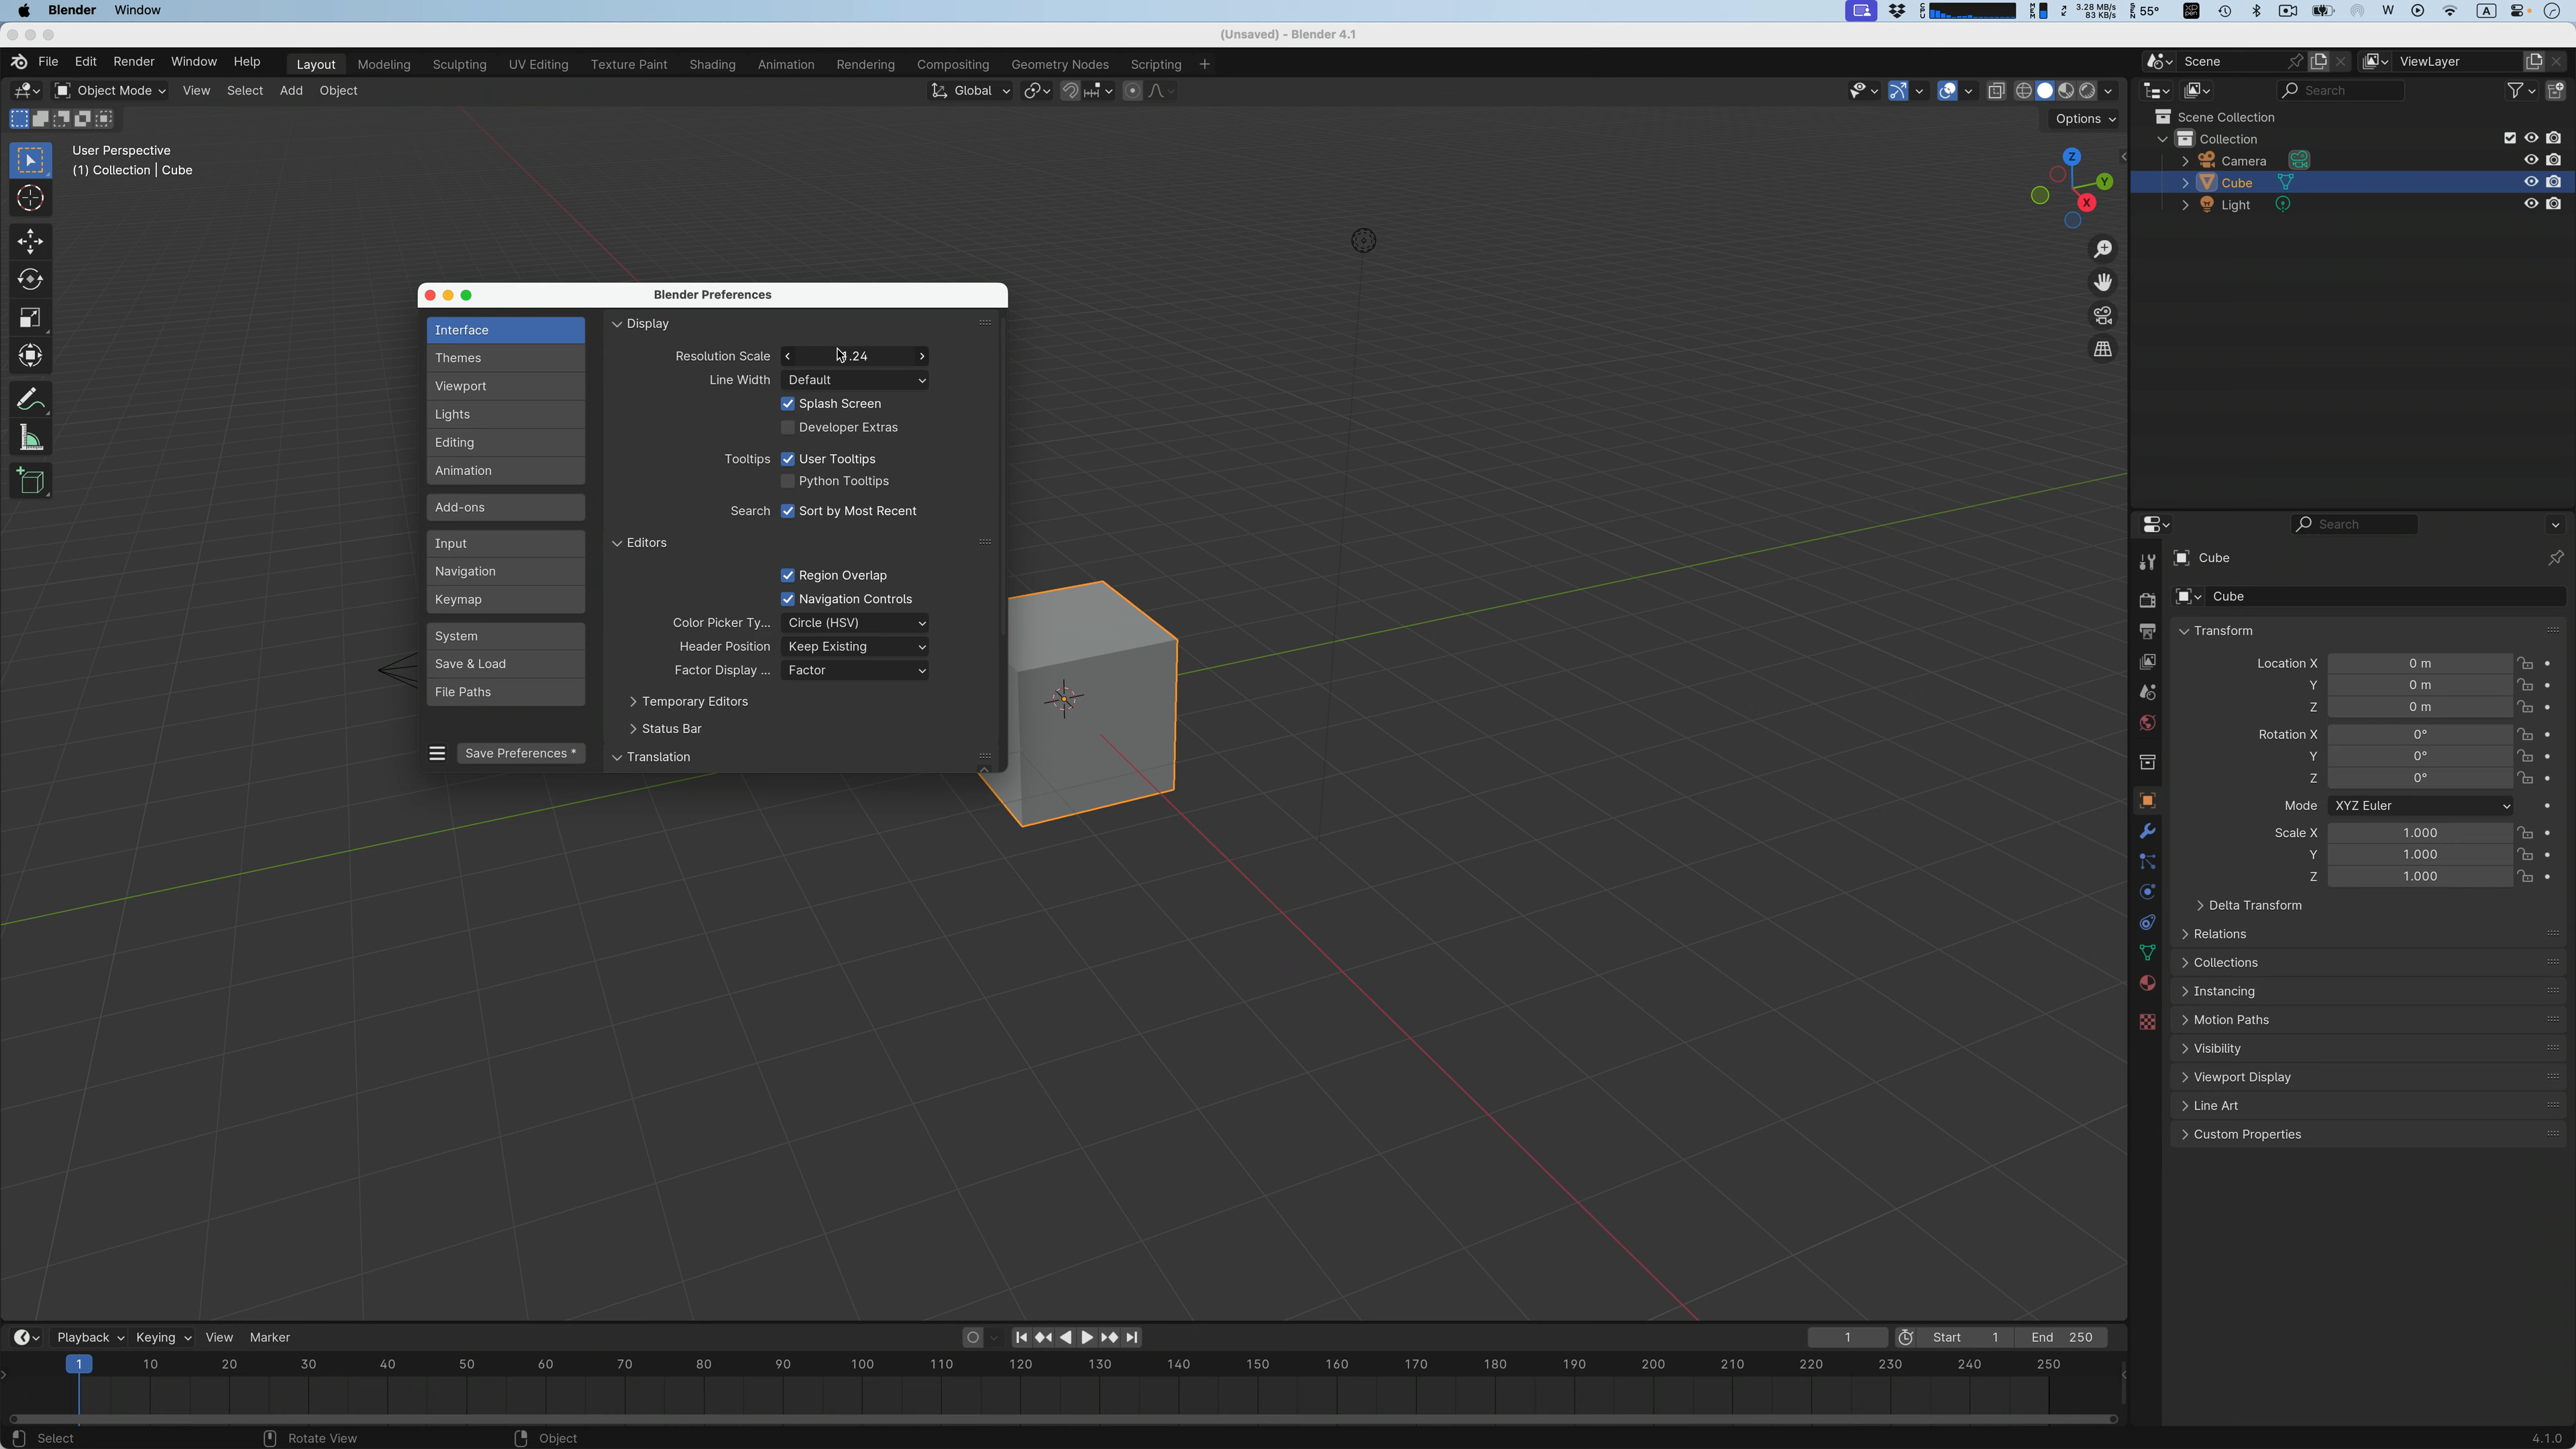 Blender Window
3.28 MB/s
83 KB/s
55°
W
A
(Unsaved) - Blender 4.1
File Edit Render Window Help Layout Modeling Sculpting UV Editing Texture Paint Shading Animation Rendering Compositing Geometry Nodes Scripting + Scene ViewLayer
Object Mode View Select Add Object Global Search
Options
User Perspective
(1) Collection | Cube
Z
Y
X
Scene Collection
Collection
Camera
Cube
Light
Blender Preferences
Interface
Themes
Viewport
Lights
Editing
Animation
Add-ons
Input
Navigation
Keymap
System
Save & Load
File Paths
Save Preferences *
Display
Resolution Scale .24
Line Width Default
Splash Screen
Developer Extras
Tooltips User Tooltips
Python Tooltips
Search Sort by Most Recent
Editors
Region Overlap
Navigation Controls
Color Picker Ty... Circle (HSV)
Header Position Keep Existing
Factor Display ... Factor
Temporary Editors
Status Bar
Translation
Search
Cube
Cube
Transform
Location X 0 m
Y 0 m
Z 0 m
Rotation X 0°
Y 0°
Z 0°
Mode XYZ Euler
Scale X 1.000
Y 1.000
Z 1.000
Delta Transform
Relations
Collections
Instancing
Motion Paths
Visibility
Viewport Display
Line Art
Custom Properties
Playback Keying View Marker 1 Start 1 End 250
1 10 20 30 40 50 60 70 80 90 100 110 120 130 140 150 160 170 180 190 200 210 220 230 240 250
Select Rotate View Object 4.1.0